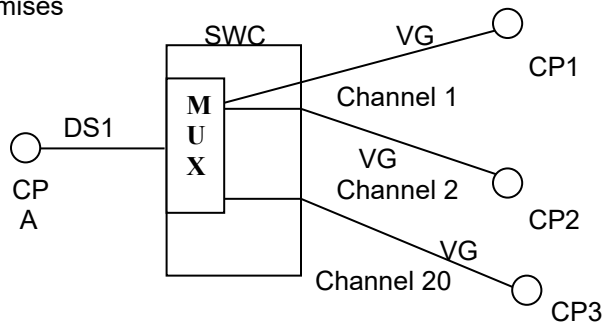 mises
SWC
VG
CP1
M
U
X
Channel 1
DS1
VG
Channel 2
CP
A
CP2
VG
Channel 20
CP3